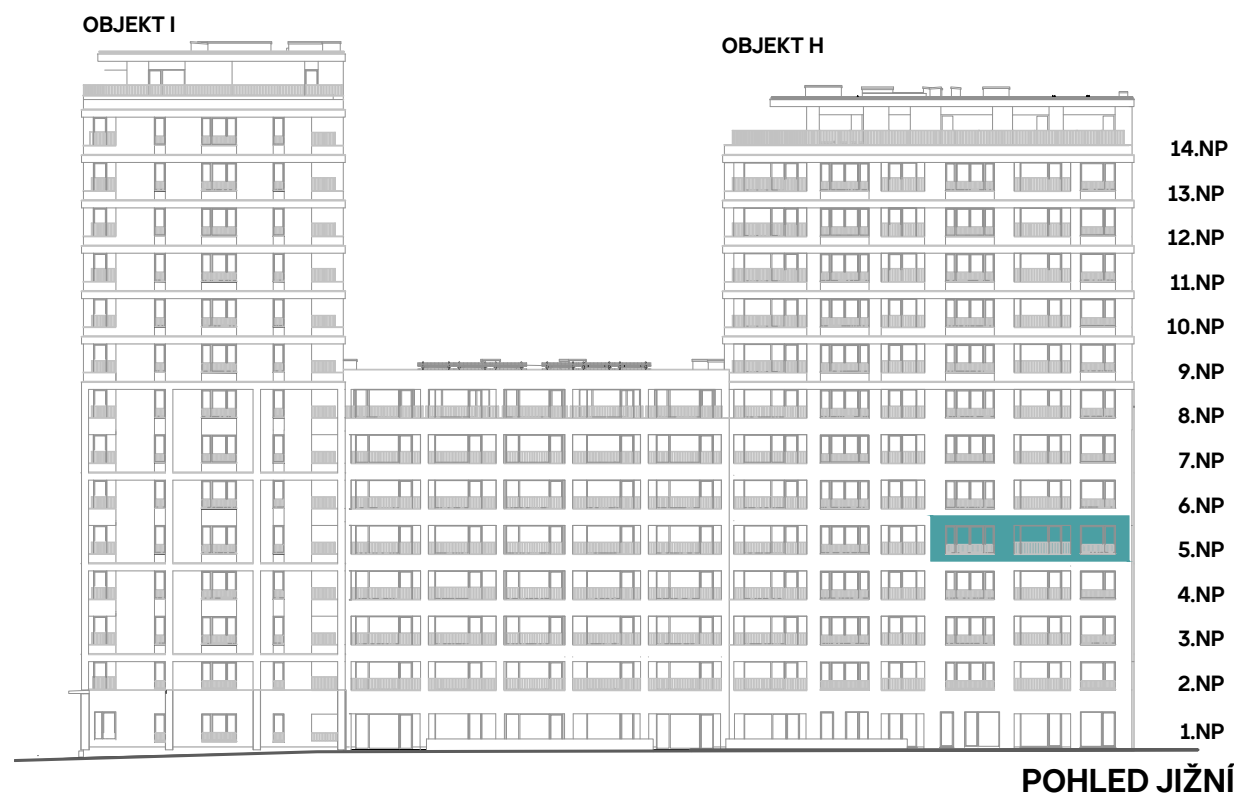 OBJEKT I
OBJEKT H
14.NP
13.NP
12.NP
11.NP
10.NP
9.NP
8.NP
7.NP
6.NP
5.NP
4.NP
3.NP
2.NP
1.NP
POHLED JIŽNÍ